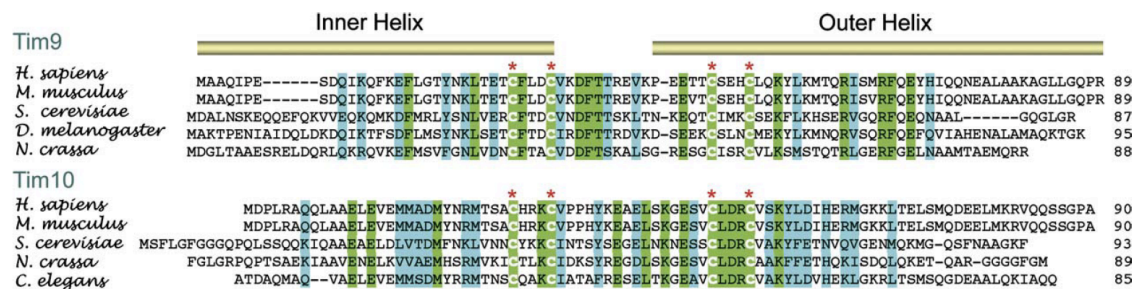 Inner Helix Outer Helix
Tim9
* * * *
H. sapiens MAAQIPE------SDQIKQFKEFLGTYNKLTETCFLDCVKDFTTREVKP-EETTCSEHCLQKYLKMTQRISMRFQEYHIQQNEALAAKAGLLGQPR 89
M. musculus MAAQIPE------SDQIKQFKEFLGTYNKLTETCFLDCVKDFTTREVKP-EEVTCSEHCLQKYLKMTQRISVRFQEYHIQQNEALAAKAGLLGQPR 89
S. cerevisiae MDALNSKEQQEFQKVVEQKQMKDFMRLYSNLVERCFTDCVNDFTTSKLTN-KEQTCIMKCSEKFLKHSERVGQRFQEQNAAL------GQGLGR 87
D. melanogaster MAKTPENIAIDQLDKDQIKTFSDFLMSYNKLSETCFTDCIRDFTTRDVKD-SEEKCSLNCMEKYLKMNQRVSQRFQEFQVIAHENALAMAQKTGK 95
N. crassa MDGLTAAESRELDQRLQKRQVKEFMSVFGNLVDNCFTACVDDFTSKALSG-RESGCISRCVLKSMSTQTRLGERFGELNAAMTAEMQRR 88
Tim10
* * * *
H. sapiens MDPLRAQQLAAELEVEMMADMYNRMTSACHRKCVPPHYKEAELSKGESVCLDRCVSKYLDIHERMGKKLTELSMQDEELMKRVQQSSGPA 90
M. musculus MDPLRAQQLAAELEVEMMADMYNRMTSACHRKCVPPHYKEAELSKGESVCLDRCVSKYLDIHERMGKKLTELSMQDEELMKRVQQSSGPA 90
S. cerevisiae MSFLGFGGGQPQLSSQQKIQAAEAELDLVTDMFNKLVNNCYKKCINTSYSEGELNKNESSCLDRCVAKYFETNVQVGENMQKMG-QSFNAAGKF 93
N. crassa FGLGRPQPTSAEKIAAVENELKVVAEMHSRMVKICTLKCIDKSYREGDLSKGESVCLDRCAAKFFETHQKISDQLQKET-QAR-GGGGFGM 89
C. elegans ATDAQMAQ-VAELEVEMMSDMYRRMTNSCQAKCIATAFRESELTKGEAVCLDRCVAKYLDVHEKLGKRLTSMSQGDEAALQKIAQQ 85